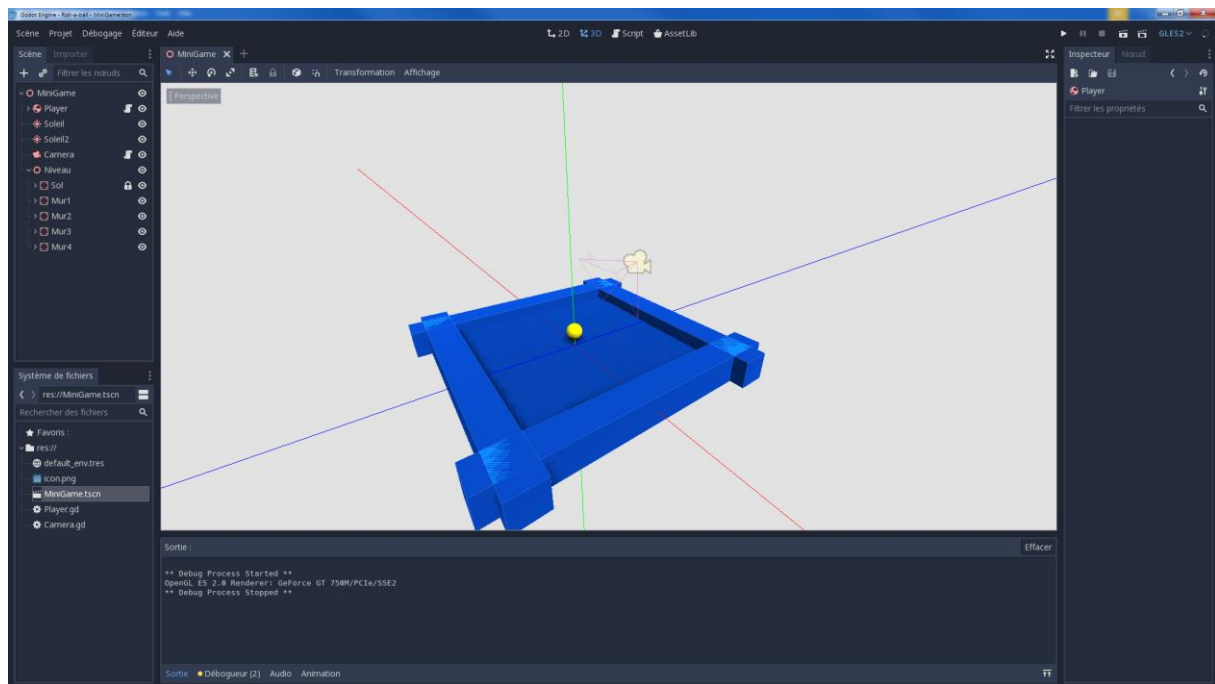 Godot Engine - Roll-a-ball - MiniGame.tscn
Scène Projet Débogage Éditeur Aide
2D 3D Script AssetLib
GLES2
Scène Importer
MiniGame
Inspecteur Nœud
Filtrer les nœuds
Transformation Affichage
MiniGame
Perspective
Player
Player
Filtrer les propriétés
Soleil
Soleil2
Camera
Niveau
Sol
Mur1
Mur2
Mur3
Mur4
Système de fichiers
res://MiniGame.tscn
Rechercher des fichiers
Favoris :
res://
default_env.tres
icon.png
MiniGame.tscn
Player.gd
Camera.gd
Sortie :
Effacer
** Debug Process Started **
OpenGL ES 2.0 Renderer: GeForce GT 750M/PCIe/SSE2
** Debug Process Stopped **
Sortie Débogueur (2) Audio Animation